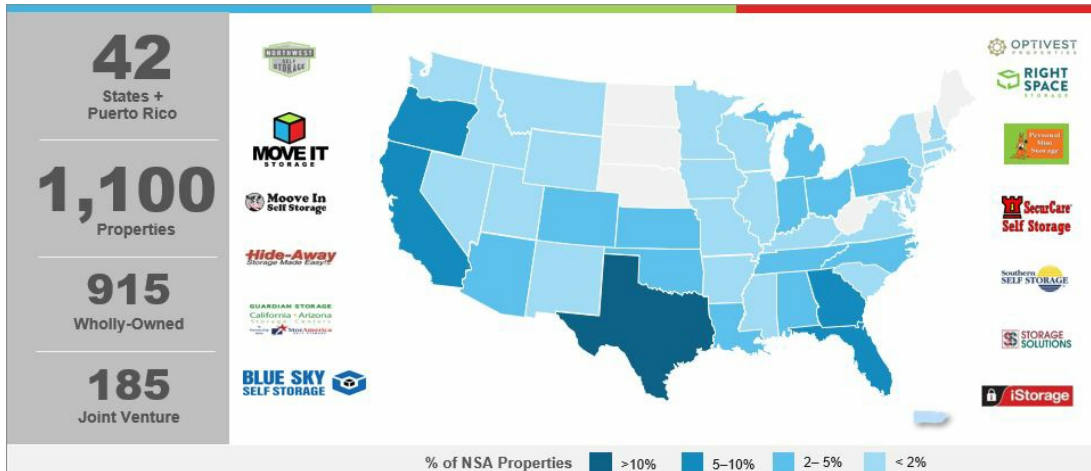 42
States +
Puerto Rico
1,100
Properties
915
Wholly-Owned
185
Joint Venture
NORTHWEST
SELF
STORAGE
MOVE IT
STORAGE
Moove In
Self Storage
Hide-Away
Storage Made Easy!
GUARDIAN STORAGE
California - Arizona
Storage Centers
StorAmerica
BLUE SKY
SELF STORAGE
OPTIVEST
PROPERTIES
RIGHT
SPACE
STORAGE
Personal
Mini
Storage
SecurCare
Self Storage
Southern
SELF STORAGE
STORAGE
SOLUTIONS
iStorage
% of NSA Properties
>10%
5–10%
2– 5%
< 2%